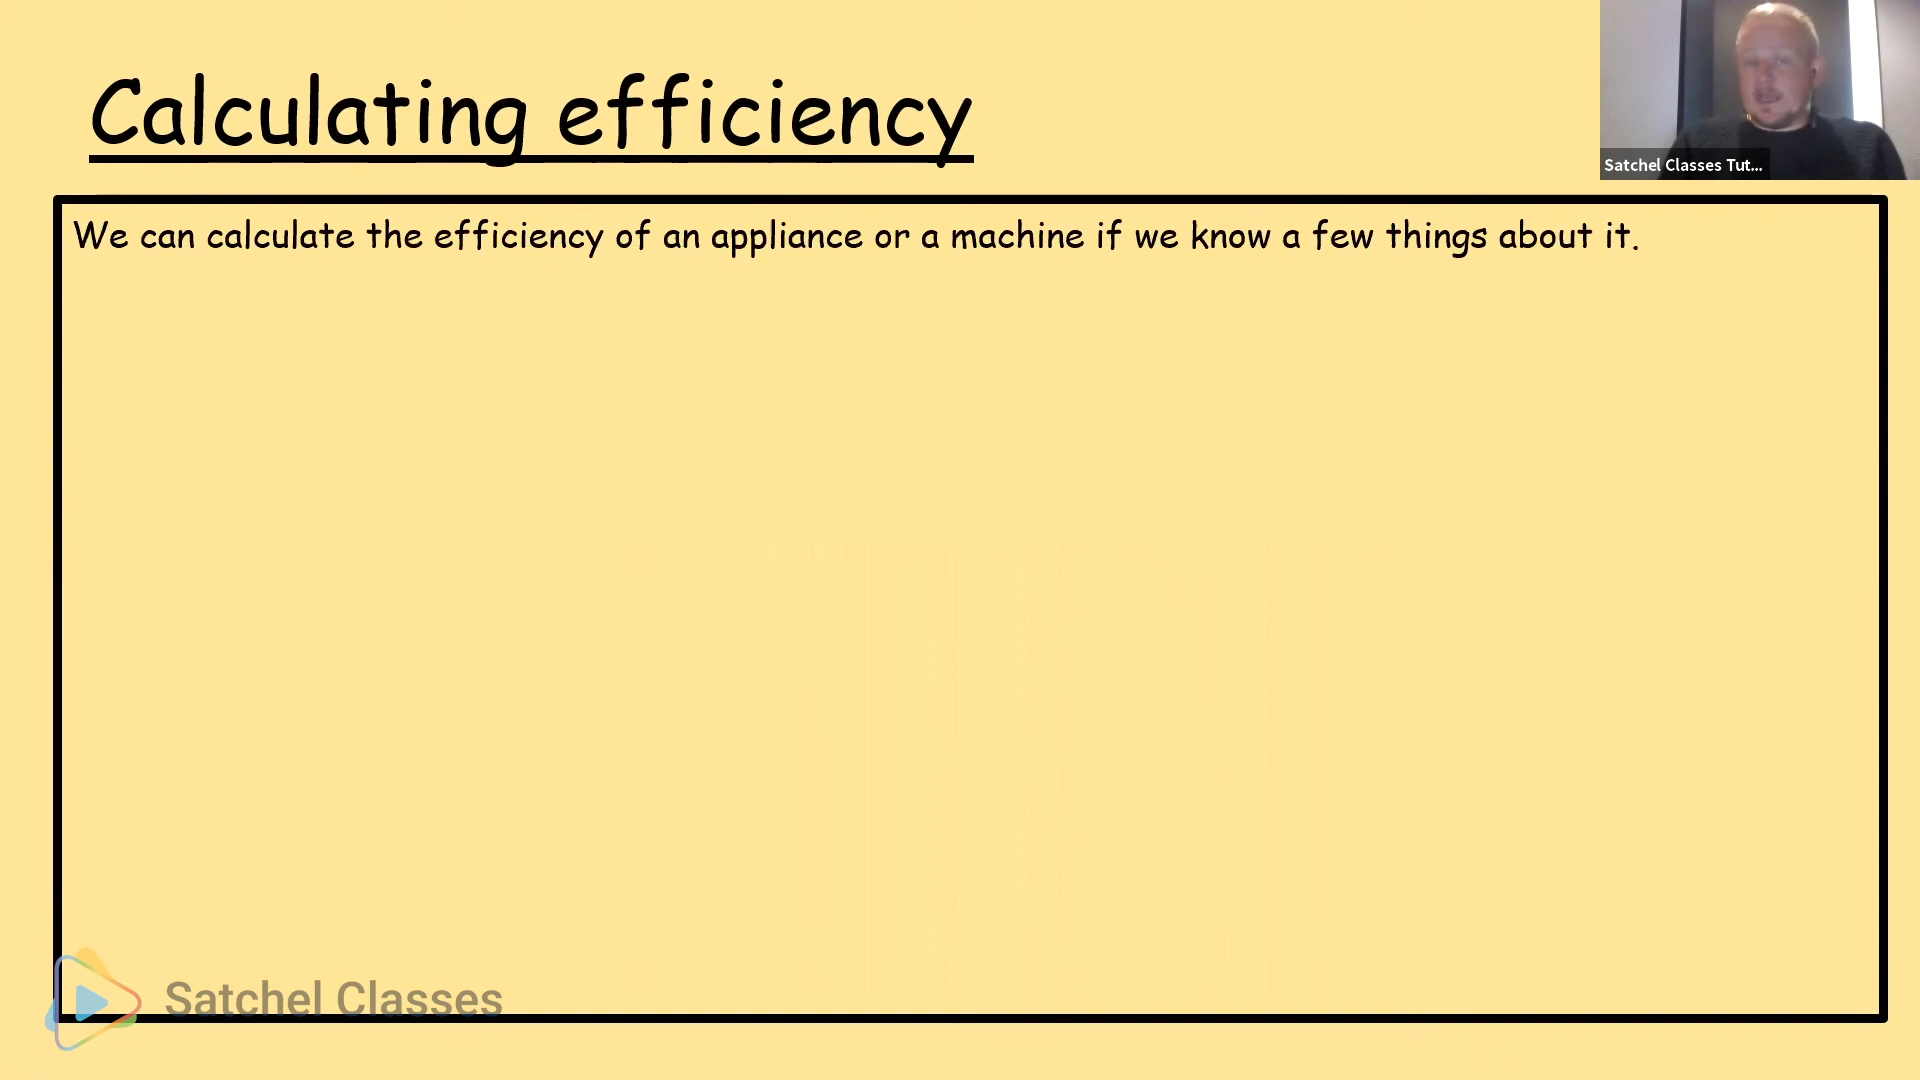 Calculating efficiency
Satchel Classes Tut...
We can calculate the efficiency of an appliance or a machine if we know a few things about it.
Satchel Classes